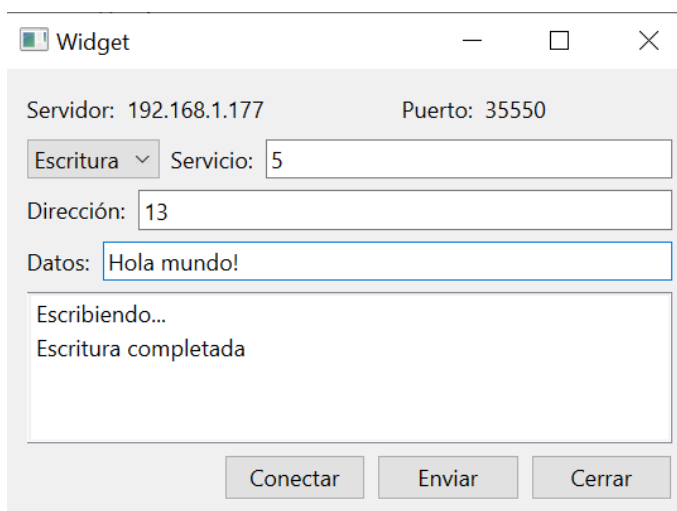 Widget
Servidor: 192.168.1.177 Puerto: 35550
Escritura Servicio: 5
Dirección: 13
Datos: Hola mundo!
Escribiendo...
Escritura completada
Conectar Enviar Cerrar